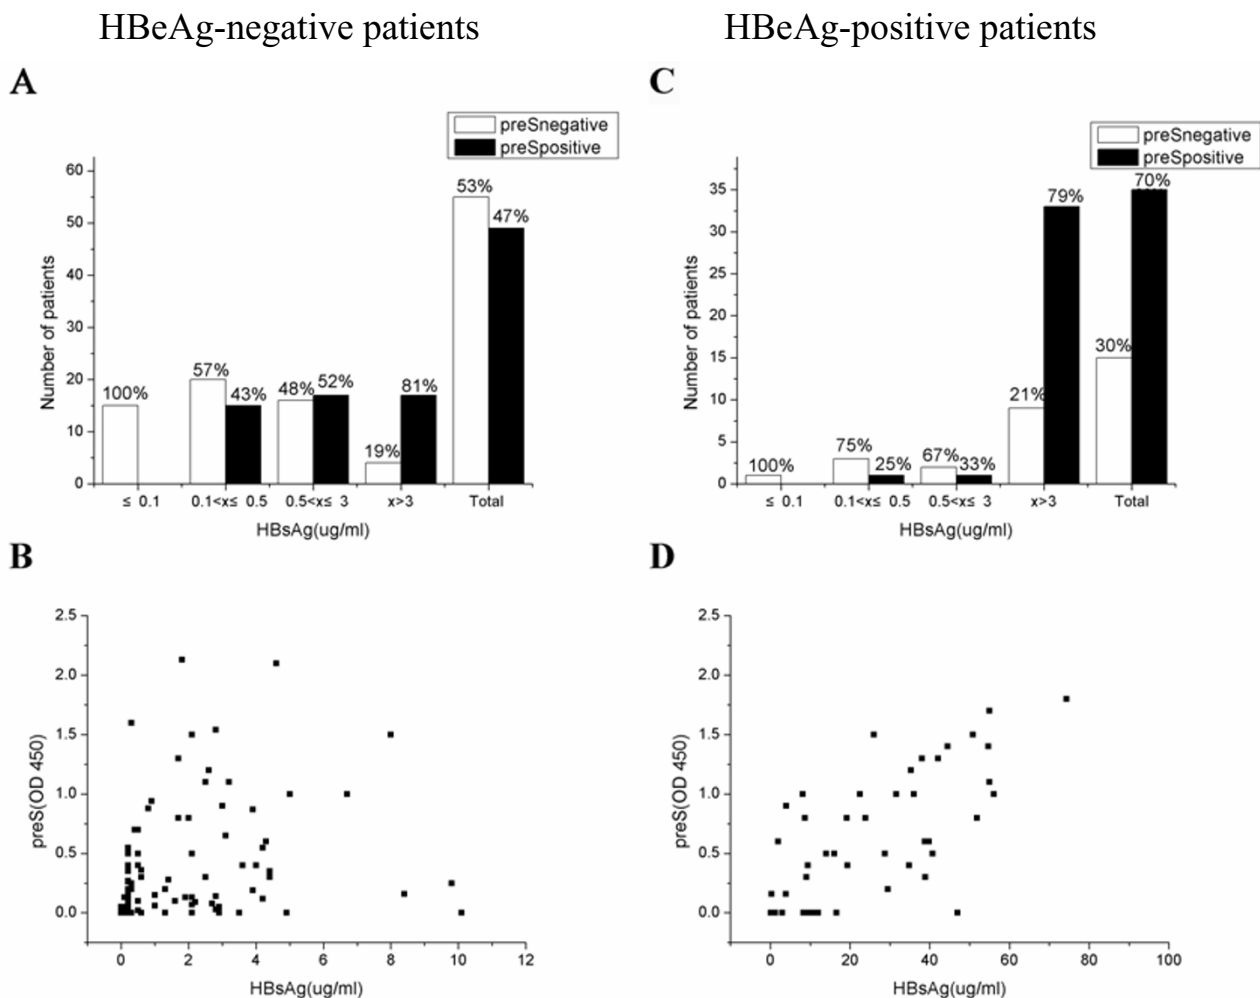 HBeAg-negative patients
HBeAg-positive patients
A
preSnegative
preSpositive
Number of patients
60
50
40
30
20
10
0
100%
57%
43%
48%
52%
19%
81%
53%
47%
≤ 0.1
0.1<x≤ 0.5
0.5<x≤ 3
x>3
Total
HBsAg(ug/ml)
C
preSnegative
preSpositive
Number of patients
35
30
25
20
15
10
5
0
100%
75%
25%
67%
33%
21%
79%
30%
70%
≤ 0.1
0.1<x≤ 0.5
0.5<x≤ 3
x>3
Total
HBsAg(ug/ml)
B
preS(OD 450)
2.5
2.0
1.5
1.0
0.5
0.0
0 2 4 6 8 10 12
HBsAg(ug/ml)
D
preS(OD 450)
2.5
2.0
1.5
1.0
0.5
0.0
0 20 40 60 80 100
HBsAg(ug/ml)